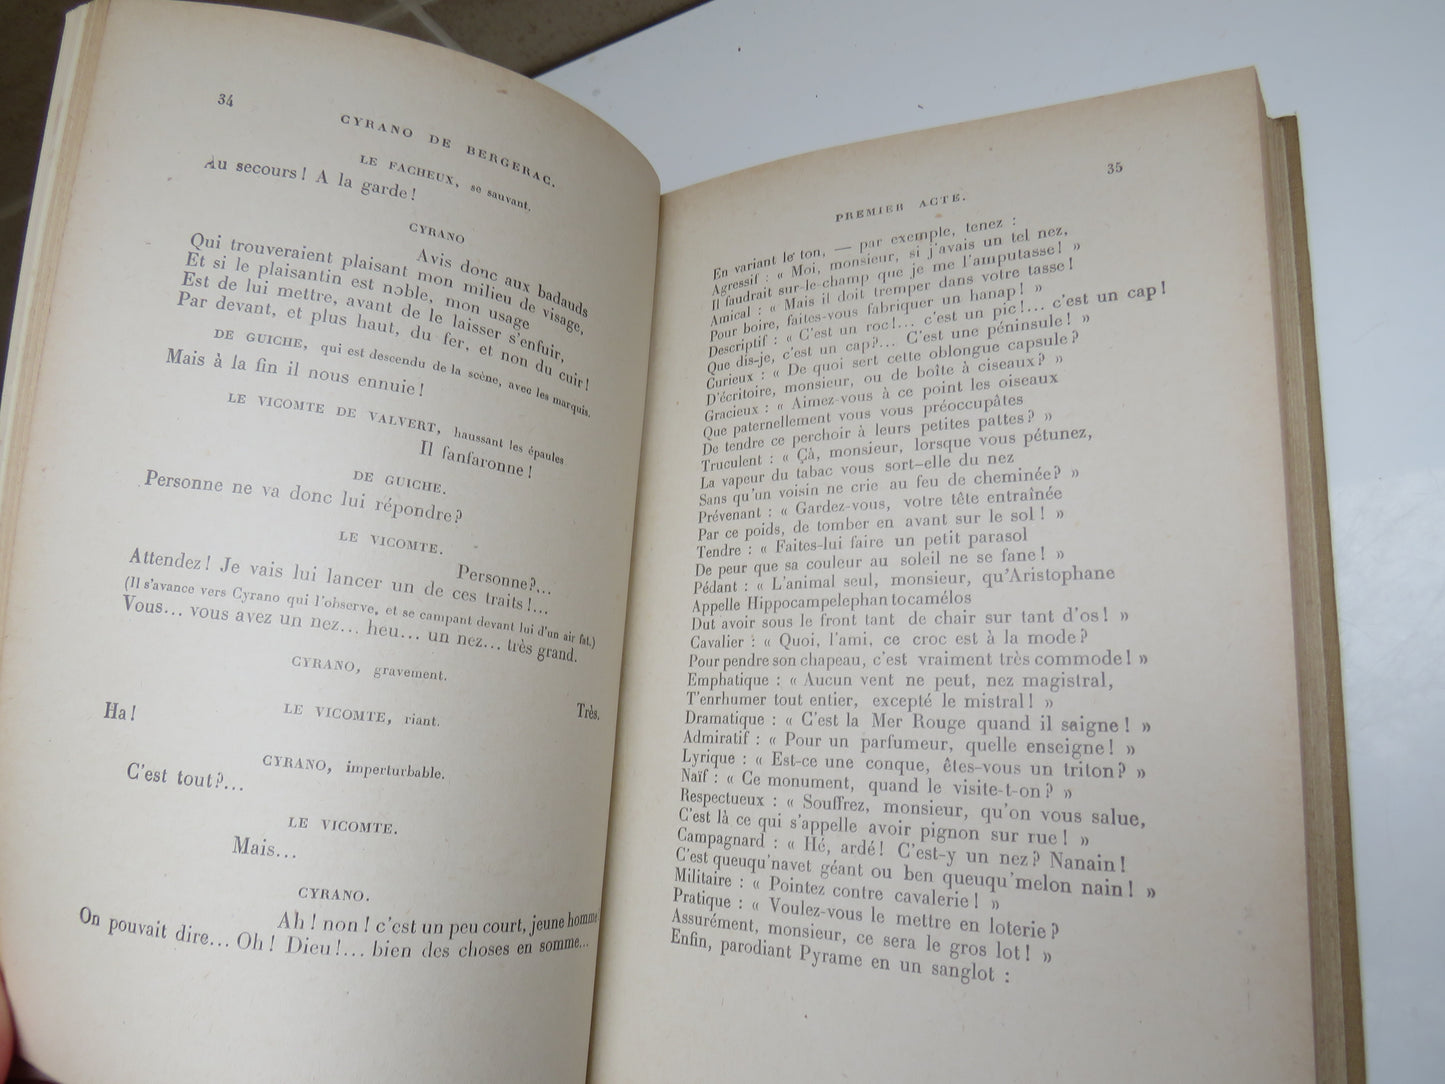 34
CYRANO DE BERGERAC.
LE FACHEUX, se sauvant.
Au secours! A la garde!
CYRANO
Avis donc aux badauds
Qui trouveraient plaisant mon milieu de visage,
Et si le plaisantin est noble, mon usage
Est de lui mettre, avant de le laisser s'enfuir,
Par devant, et plus haut, du fer, et non du cuir!
DE GUICHE, qui est descendu de la scène, avec les marquis.
Mais à la fin il nous ennuie!
LE VICOMTE DE VALVERT, haussant les épaules
Il fanfaronne!
DE GUICHE.
Personne ne va donc lui répondre?
LE VICOMTE.
Personne?...
Attendez! Je vais lui lancer un de ces traits!...
(Il s'avance vers Cyrano qui l'observe, et se campant devant lui d'un air fat.)
Vous... vous avez un nez... heu... un nez... très grand.
CYRANO, gravement.
Très.
LE VICOMTE, riant.
Ha!
CYRANO, imperturbable.
C'est tout?...
LE VICOMTE.
Mais...
CYRANO.
Ah! non! c'est un peu court, jeune homme
On pouvait dire... Oh! Dieu!... bien des choses en somme...
35
PREMIER ACTE.
En variant le ton, — par exemple, tenez :
Agressif : « Moi, monsieur, si j'avais un tel nez,
Il faudrait sur-le-champ que je me l'amputasse! »
Amical : « Mais il doit tremper dans votre tasse!
Pour boire, faites-vous fabriquer un hanap! »
Descriptif : « C'est un roc!... c'est un pic!... c'est un cap!
Que dis-je, c'est un cap?... C'est une péninsule! »
Curieux : « De quoi sert cette oblongue capsule?
D'écritoire, monsieur, ou de boîte à ciseaux? »
Gracieux : « Aimez-vous à ce point les oiseaux
Que paternellement vous vous préoccupâtes
De tendre ce perchoir à leurs petites pattes? »
Truculent : « Çà, monsieur, lorsque vous pétunez,
La vapeur du tabac vous sort-elle du nez
Sans qu'un voisin ne crie au feu de cheminée? »
Prévenant : « Gardez-vous, votre tête entraînée
Par ce poids, de tomber en avant sur le sol! »
Tendre : « Faites-lui faire un petit parasol
De peur que sa couleur au soleil ne se fane! »
Pédant : « L'animal seul, monsieur, qu'Aristophane
Appelle Hippocampelephantocamélos
Dut avoir sous le front tant de chair sur tant d'os! »
Cavalier : « Quoi, l'ami, ce croc est à la mode?
Pour pendre son chapeau, c'est vraiment très commode! »
Emphatique : « Aucun vent ne peut, nez magistral,
T'enrhumer tout entier, excepté le mistral! »
Dramatique : « C'est la Mer Rouge quand il saigne! »
Admiratif : « Pour un parfumeur, quelle enseigne! »
Lyrique : « Est-ce une conque, êtes-vous un triton? »
Naïf : « Ce monument, quand le visite-t-on? »
Respectueux : « Souffrez, monsieur, qu'on vous salue,
C'est là ce qui s'appelle avoir pignon sur rue! »
Campagnard : « Hé, ardé! C'est-y un nez? Nanain!
C'est queuqu'navet géant ou ben queuqu'melon nain! »
Militaire : « Pointez contre cavalerie! »
Pratique : « Voulez-vous le mettre en loterie?
Assurément, monsieur, ce sera le gros lot! »
Enfin, parodiant Pyrame en un sanglot :